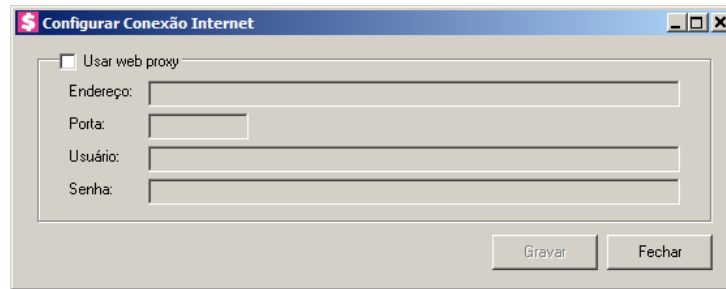 $ Configurar Conexão Internet
Usar web proxy
Endereço:
Porta:
Usuário:
Senha:
Gravar Fechar